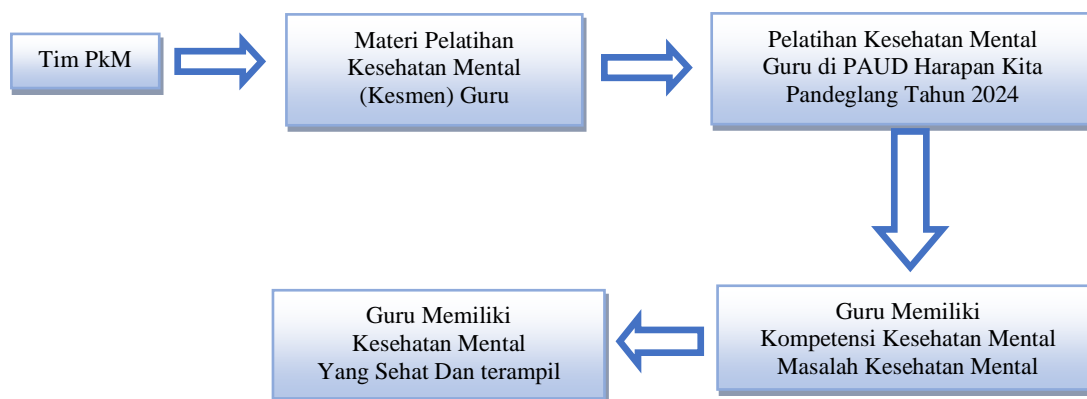 Tim PkM
Materi Pelatihan
Kesehatan Mental
(Kesmen) Guru
Pelatihan Kesehatan Mental
Guru di PAUD Harapan Kita
Pandeglang Tahun 2024
Guru Memiliki
Kompetensi Kesehatan Mental
Masalah Kesehatan Mental
Guru Memiliki
Kesehatan Mental
Yang Sehat Dan terampil